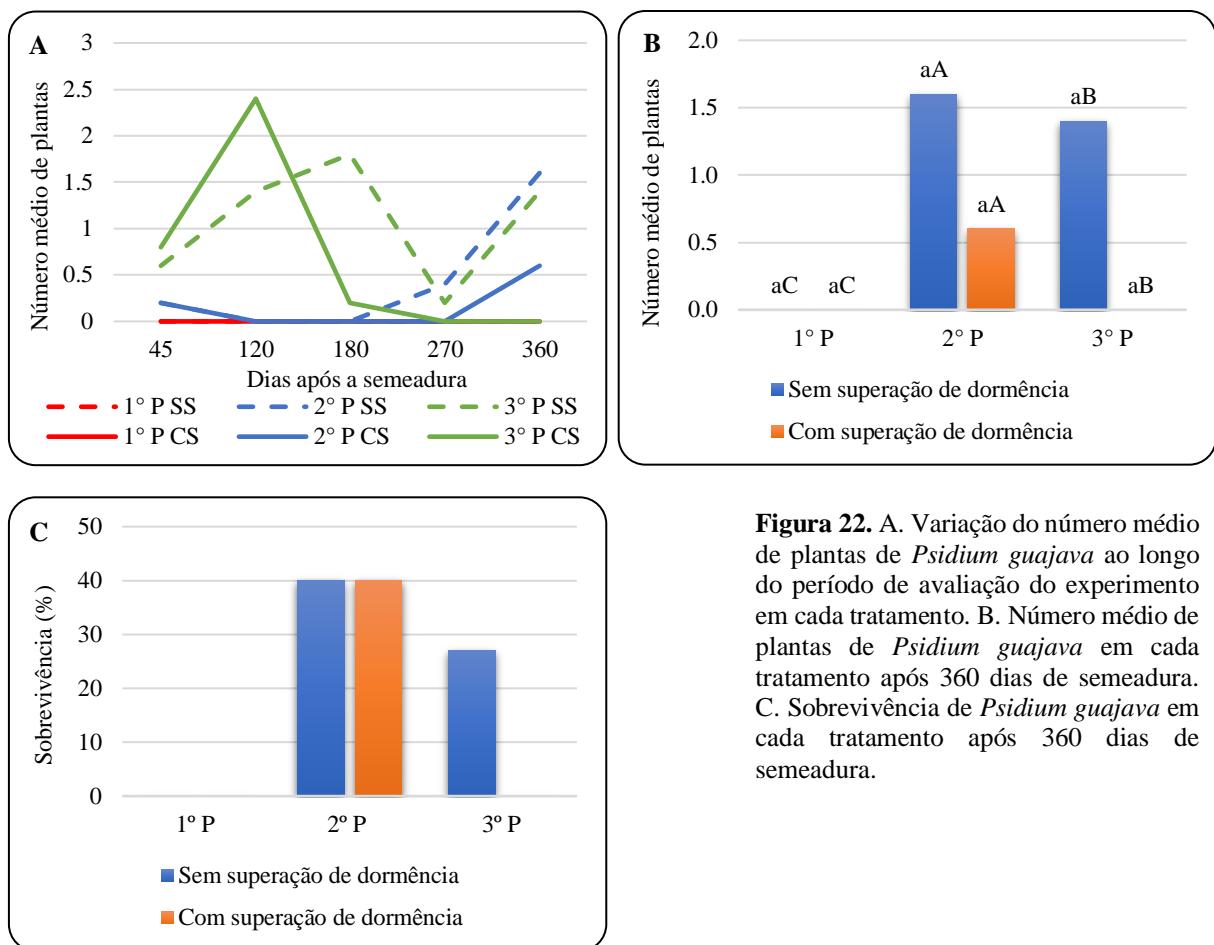 A
Número médio de plantas
3
2.5
2
1.5
1
0.5
0
45 120 180 270 360
Dias após a semeadura
1° P SS 2° P SS 3° P SS
1° P CS 2° P CS 3° P CS
B
Número médio de plantas
2.0
1.5
1.0
0.5
0.0
aC aC aA aA aB aB
1° P 2° P 3° P
Sem superação de dormência
Com superação de dormência
C
Sobrevivência (%)
50
40
30
20
10
0
1º P 2º P 3º P
Sem superação de dormência
Com superação de dormência
Figura 22. A. Variação do número médio
de plantas de Psidium guajava ao longo
do período de avaliação do experimento
em cada tratamento. B. Número médio de
plantas de Psidium guajava em cada
tratamento após 360 dias de semeadura.
C. Sobrevivência de Psidium guajava em
cada tratamento após 360 dias de
semeadura.